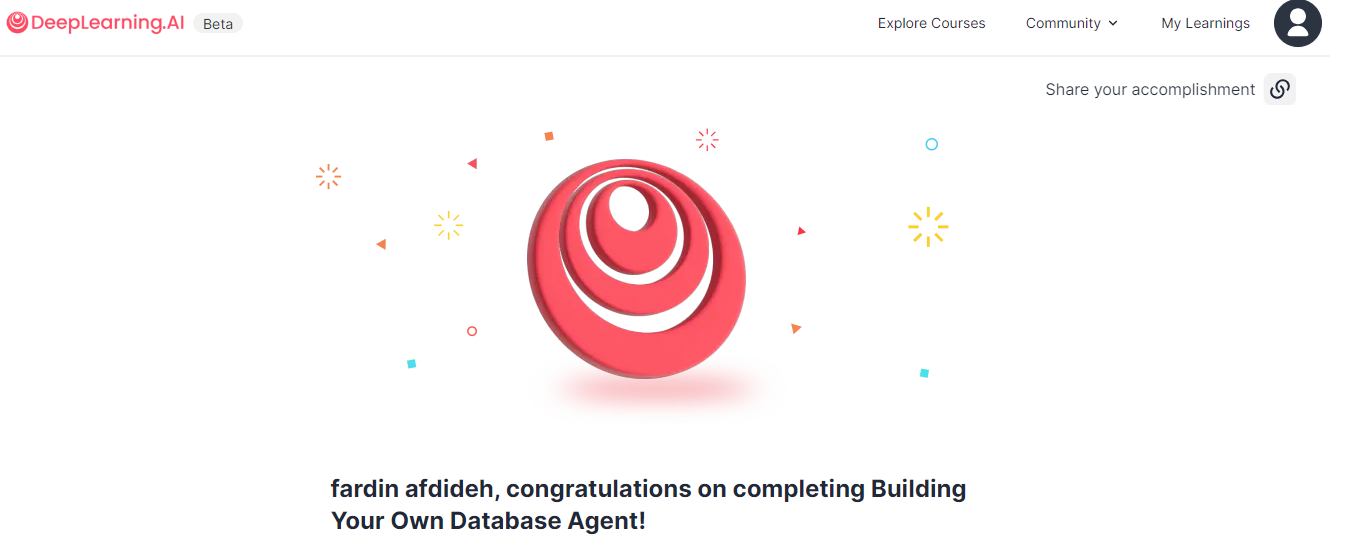 DeepLearning.AI Beta Explore Courses Community My Learnings
Share your accomplishment
fardin afdideh, congratulations on completing Building
Your Own Database Agent!